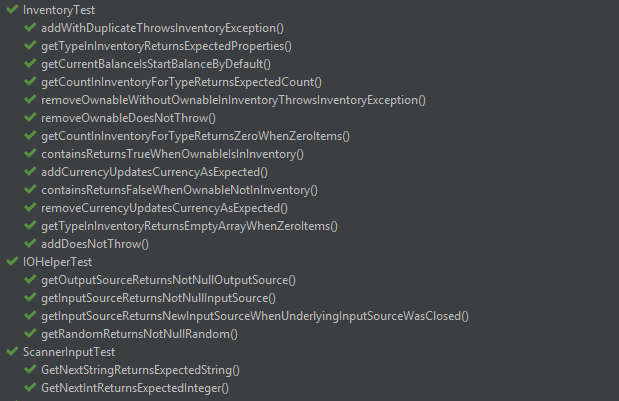 InventoryTest
addWithDuplicateThrowsInventoryException()
getTypeInInventoryReturnsExpectedProperties()
getCurrentBalanceIsStartBalanceByDefault()
getCountInInventoryForTypeReturnsExpectedCount()
removeOwnableWithoutOwnableInInventoryThrowsInventoryException()
removeOwnableDoesNotThrow()
getCountInInventoryForTypeReturnsZeroWhenZeroItems()
containsReturnsTrueWhenOwnableIsInInventory()
addCurrencyUpdatesCurrencyAsExpected()
containsReturnsFalseWhenOwnableNotInInventory()
removeCurrencyUpdatesCurrencyAsExpected()
getTypeInInventoryReturnsEmptyArrayWhenZeroItems()
addDoesNotThrow()
IOHelperTest
getOutputSourceReturnsNotNullOutputSource()
getInputSourceReturnsNotNullInputSource()
getInputSourceReturnsNewInputSourceWhenUnderlyingInputSourceWasClosed()
getRandomReturnsNotNullRandom()
ScannerInputTest
GetNextStringReturnsExpectedString()
GetNextIntReturnsExpectedInteger()